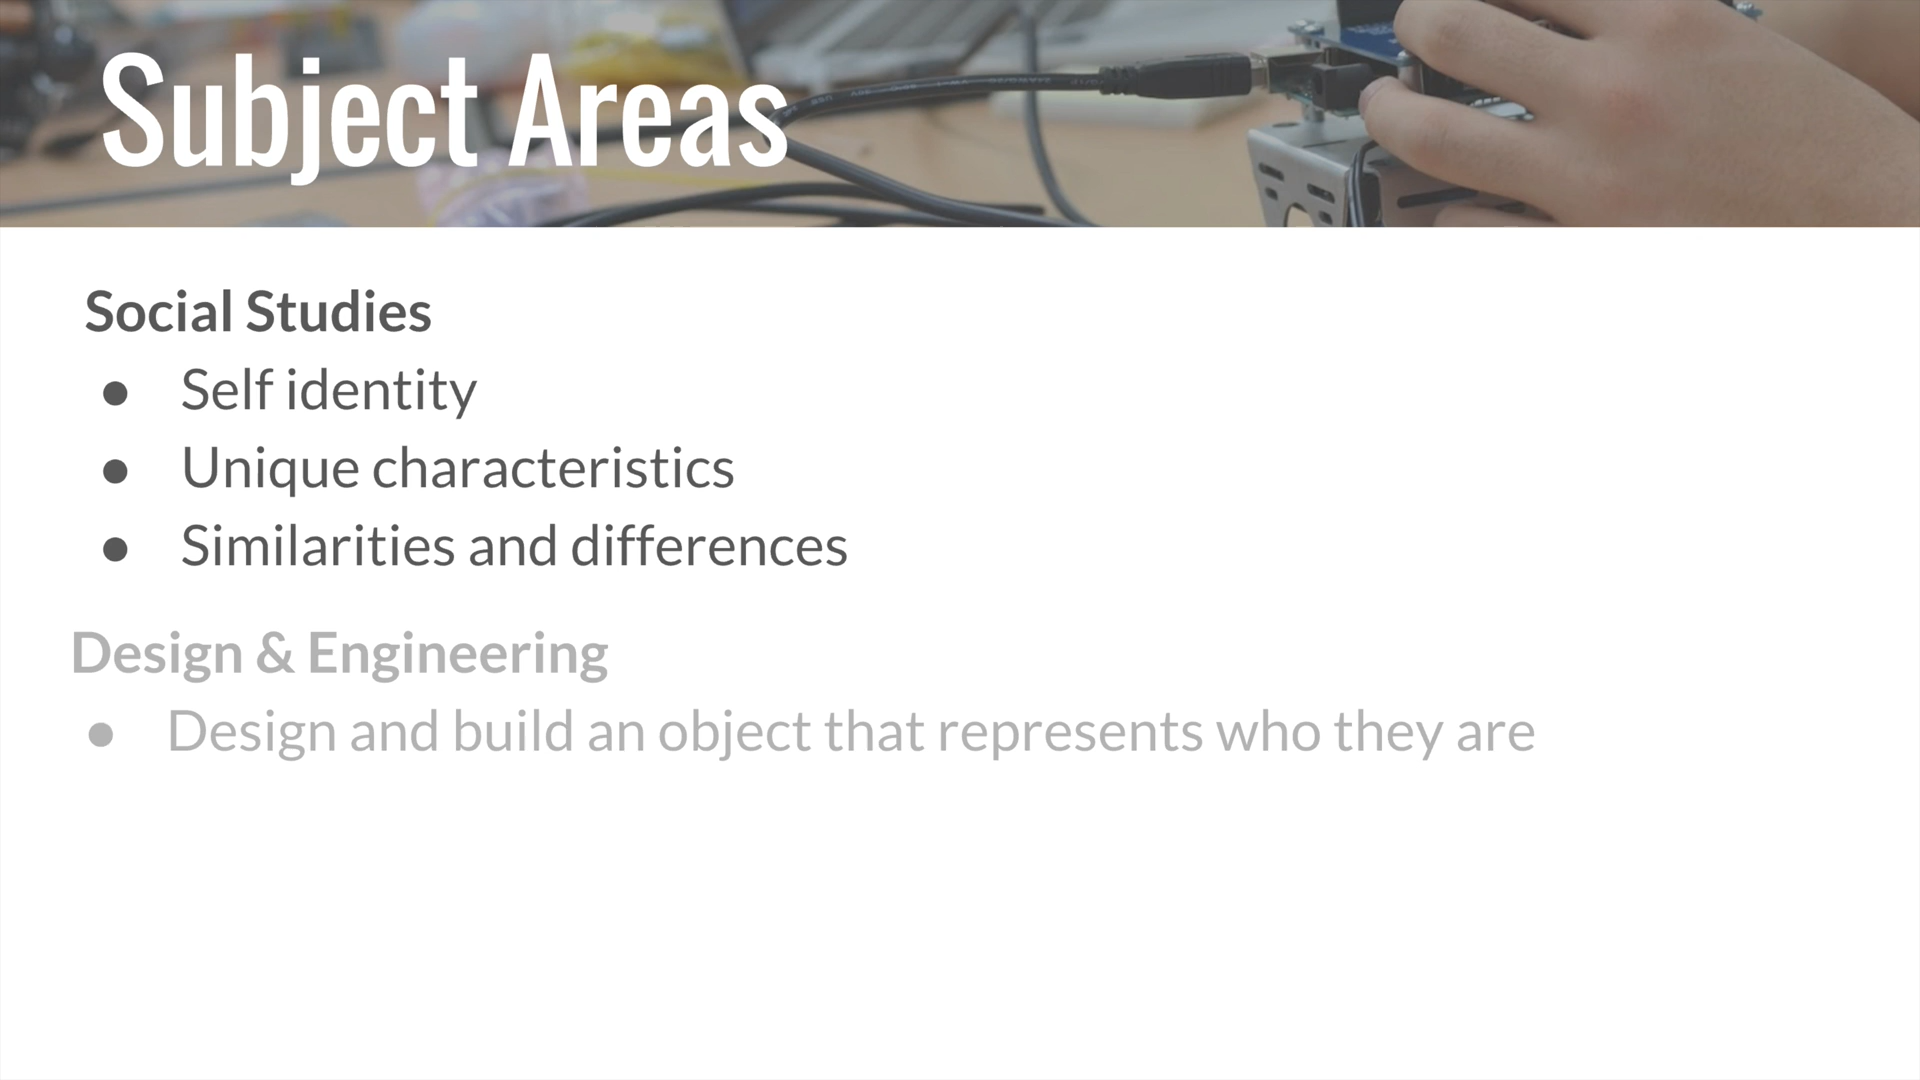 Subject Areas
Social Studies
● Self identity
● Unique characteristics
● Similarities and differences
Design & Engineering
● Design and build an object that represents who they are